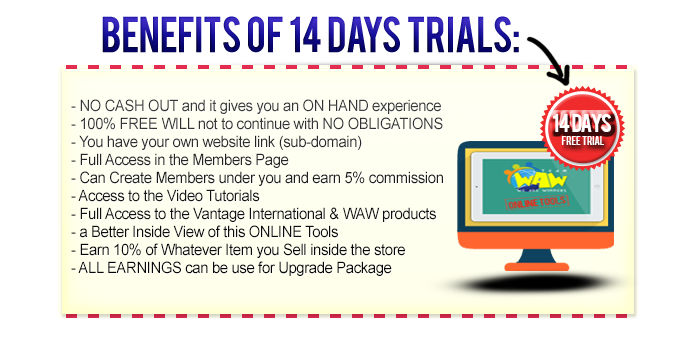 BENEFITS OF 14 DAYS TRIALS:
- NO CASH OUT and it gives you an ON HAND experience
- 100% FREE WILL not to continue with NO OBLIGATIONS
- You have your own website link (sub-domain)
- Full Access in the Members Page
- Can Create Members under you and earn 5% commission
- Access to the Video Tutorials
- Full Access to the Vantage International & WAW products
- a Better Inside View of this ONLINE Tools
- Earn 10% of Whatever Item you Sell inside the store
- ALL EARNINGS can be use for Upgrade Package
14 DAYS
FREE TRIAL
TEAM
WAW
ONLINE TOOLS